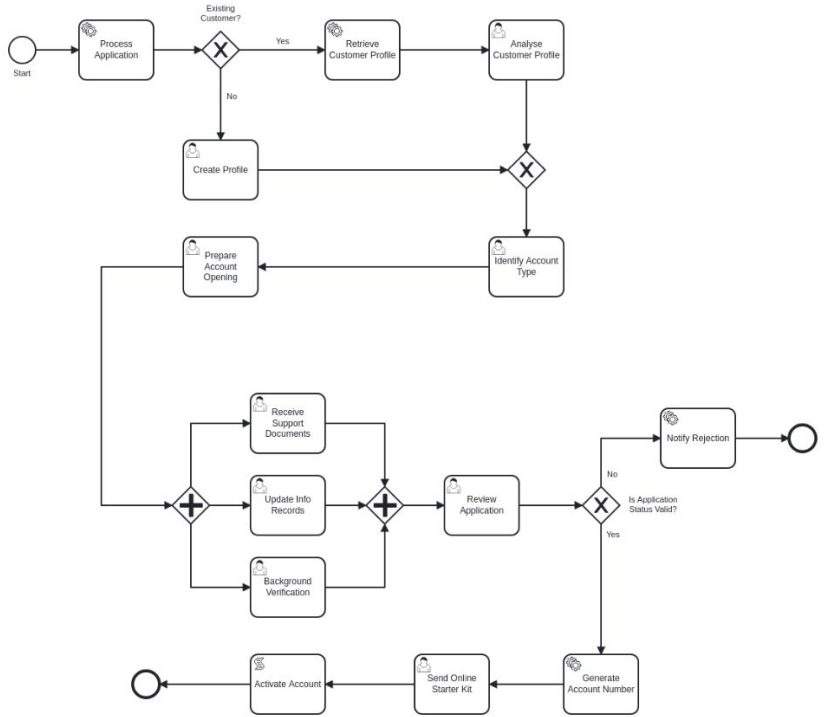 Existing
Customer?
Process
Application
Yes
Retrieve
Customer Profile
Analyse
Customer Profile
Start
No
Create Profile
Prepare
Account
Opening
Identify Account
Type
Receive
Support
Documents
Notify Rejection
No
Update Info
Records
Review
Application
Is Application
Status Valid?
Yes
Background
Verification
Activate Account
Send Online
Starter Kit
Generate
Account Number